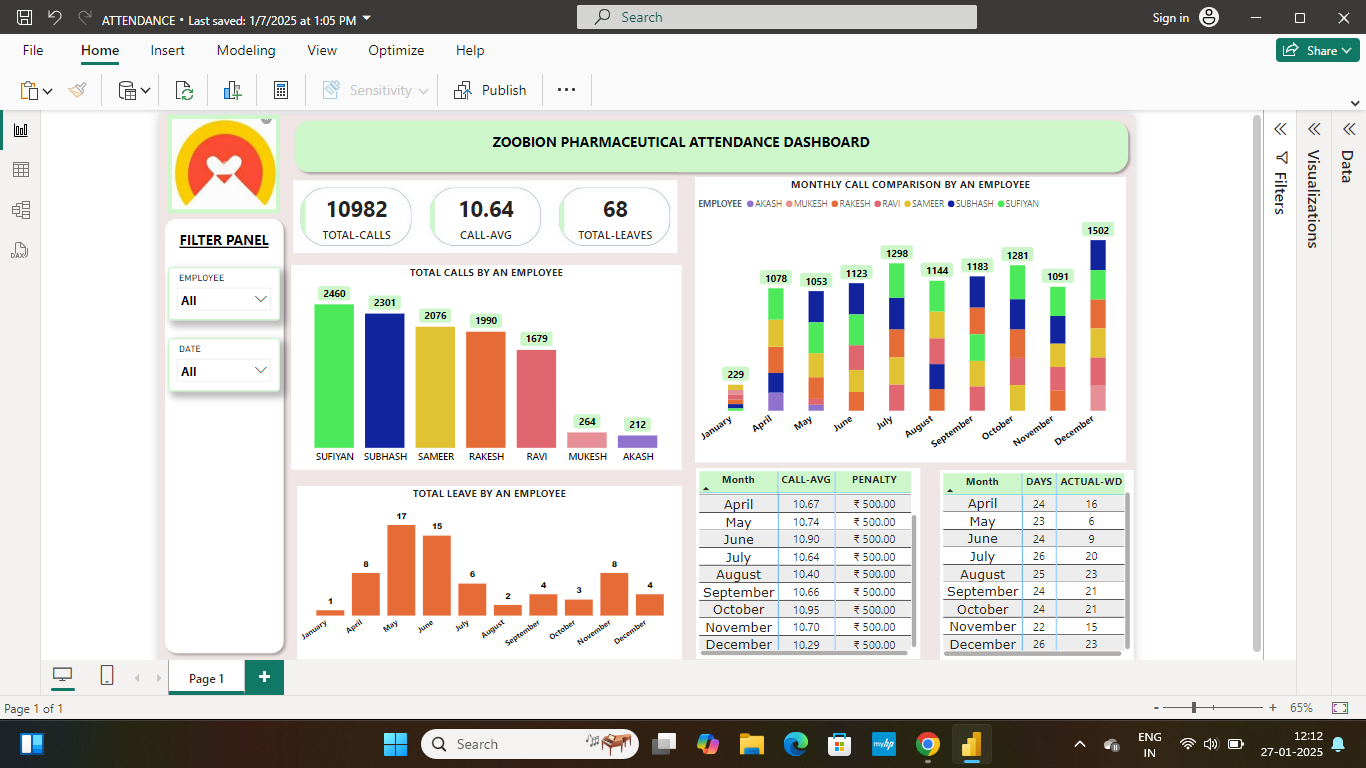 ATTENDANCE • Last saved: 1/7/2025 at 1:05 PM
Search
Sign in
File Home Insert Modeling View Optimize Help
Share
Sensitivity
Publish
ZOOBION PHARMACEUTICAL ATTENDANCE DASHBOARD
10982 10.64 68
TOTAL-CALLS CALL-AVG TOTAL-LEAVES
FILTER PANEL
EMPLOYEE
All
DATE
All
TOTAL CALLS BY AN EMPLOYEE
2460 2301 2076 1990 1679 264 212
SUFIYAN SUBHASH SAMEER RAKESH RAVI MUKESH AKASH
MONTHLY CALL COMPARISON BY AN EMPLOYEE
EMPLOYEE AKASH MUKESH RAKESH RAVI SAMEER SUBHASH SUFIYAN
229 1078 1053 1123 1298 1144 1183 1281 1091 1502
January April May June July August September October November December
TOTAL LEAVE BY AN EMPLOYEE
1 8 17 15 6 2 4 3 8 4
January April May June July August September October November December
Month CALL-AVG PENALTY
April 10.67 ₹ 500.00
May 10.74 ₹ 500.00
June 10.90 ₹ 500.00
July 10.64 ₹ 500.00
August 10.40 ₹ 500.00
September 10.66 ₹ 500.00
October 10.95 ₹ 500.00
November 10.70 ₹ 500.00
December 10.29 ₹ 500.00
Month DAYS ACTUAL-WD
April 24 16
May 23 6
June 24 9
July 26 20
August 25 23
September 24 21
October 24 21
November 22 15
December 26 23
Filters
Visualizations
Data
DAX
Page 1
Page 1 of 1
- + 65%
Search
myhp
ENG
IN
12:12
27-01-2025